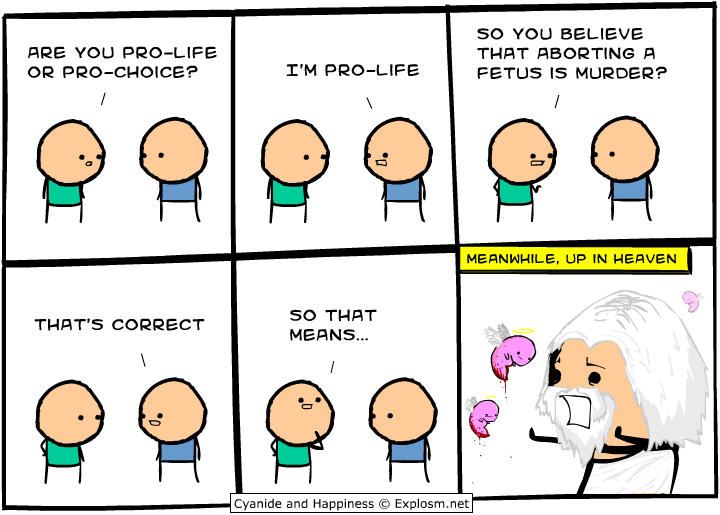 ARE YOU PRO-LIFE
OR PRO-CHOICE?
I'M PRO-LIFE
SO YOU BELIEVE
THAT ABORTING A
FETUS IS MURDER?
THAT'S CORRECT
SO THAT
MEANS...
MEANWHILE, UP IN HEAVEN
Cyanide and Happiness © Explosm.net